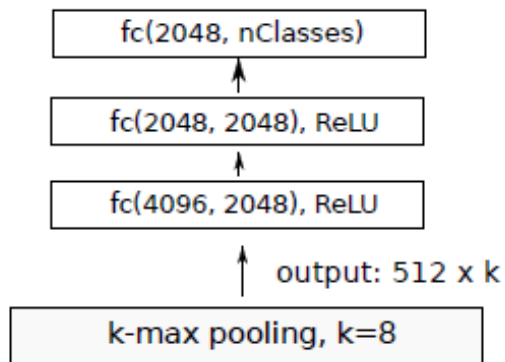 fc(2048, nClasses)
fc(2048, 2048), ReLU
fc(4096, 2048), ReLU
output: 512 x k
k-max pooling, k=8